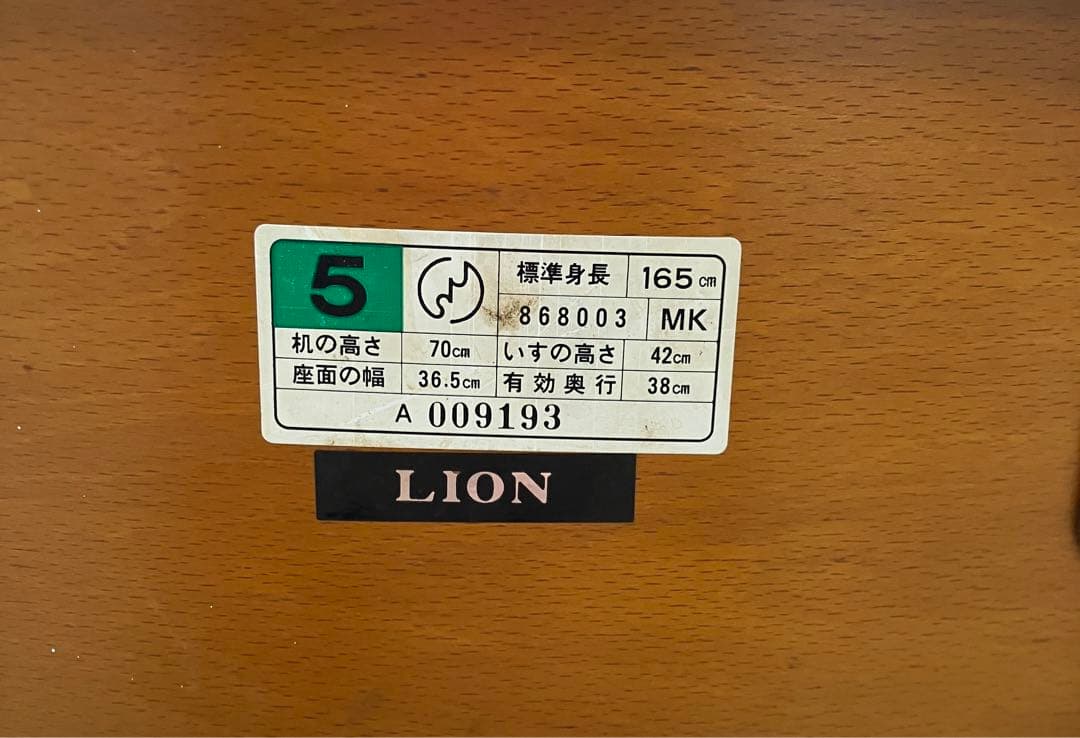 5 標準身長 165cm
868003 MK
机の高さ 70cm いすの高さ 42cm
座面の幅 36.5cm 有効奥行 38cm
A 009193
LION